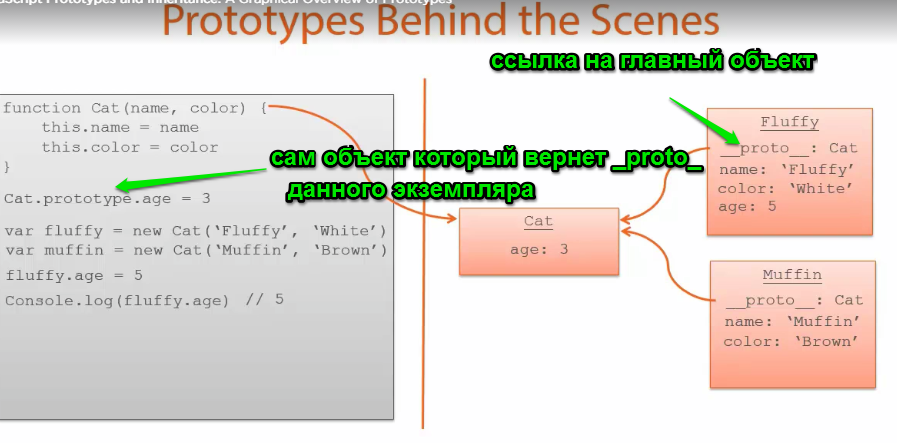 Script Prototypes and Inheritance: A Graphical Overview of Prototypes
Prototypes Behind the Scenes
ссылка на главный объект
function Cat(name, color) {
this.name = name
this.color = color
}
сам объект который вернет _proto_
данного экземпляра
Cat.prototype.age = 3
var fluffy = new Cat(‘Fluffy’, ‘White’)
var muffin = new Cat(‘Muffin’, ‘Brown’)
fluffy.age = 5
Console.log(fluffy.age) // 5
Cat
age: 3
Fluffy
__proto__: Cat
name: ‘Fluffy’
color: ‘White’
age: 5
Muffin
__proto__: Cat
name: ‘Muffin’
color: ‘Brown’